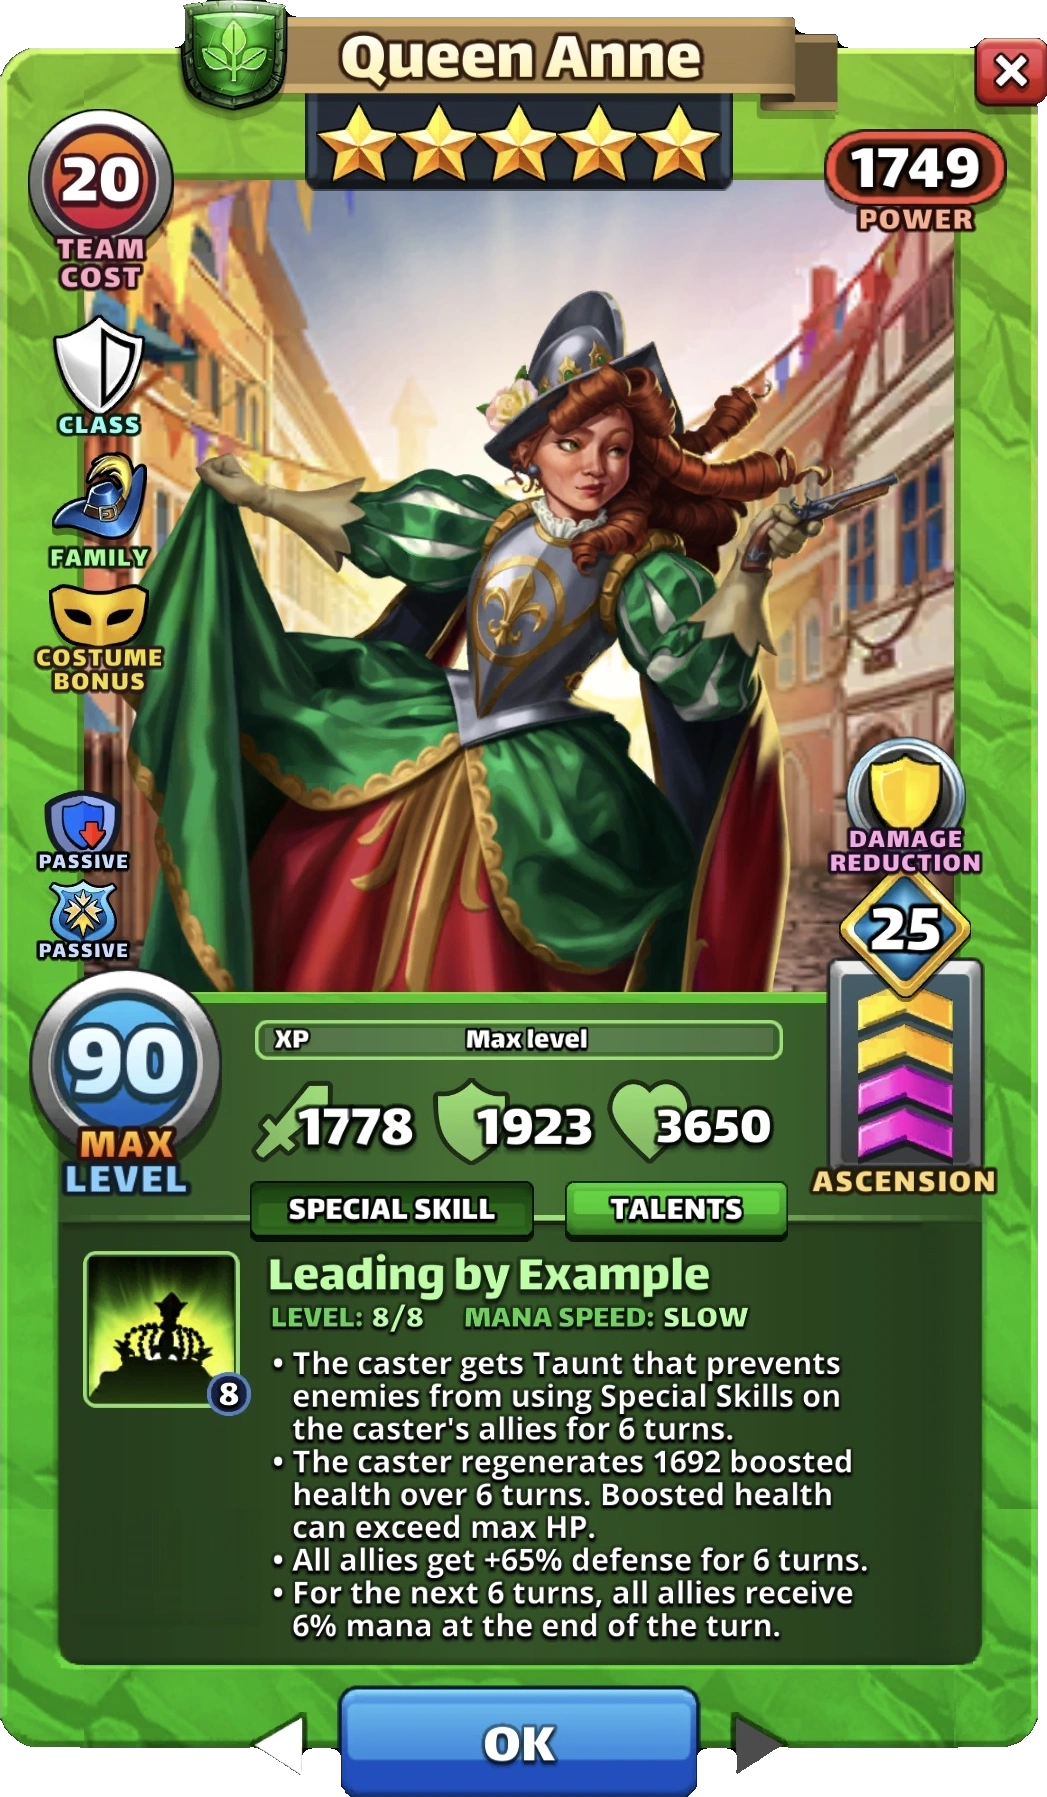 Queen Anne
20
TEAM
COST
1749
POWER
CLASS
FAMILY
COSTUME
BONUS
PASSIVE
PASSIVE
DAMAGE
REDUCTION
25
90
MAX
LEVEL
XP Max level
1778 1923 3650
ASCENSION
SPECIAL SKILL TALENTS
Leading by Example
LEVEL: 8/8 MANA SPEED: SLOW
8
• The caster gets Taunt that prevents
enemies from using Special Skills on
the caster's allies for 6 turns.
• The caster regenerates 1692 boosted
health over 6 turns. Boosted health
can exceed max HP.
• All allies get +65% defense for 6 turns.
• For the next 6 turns, all allies receive
6% mana at the end of the turn.
OK